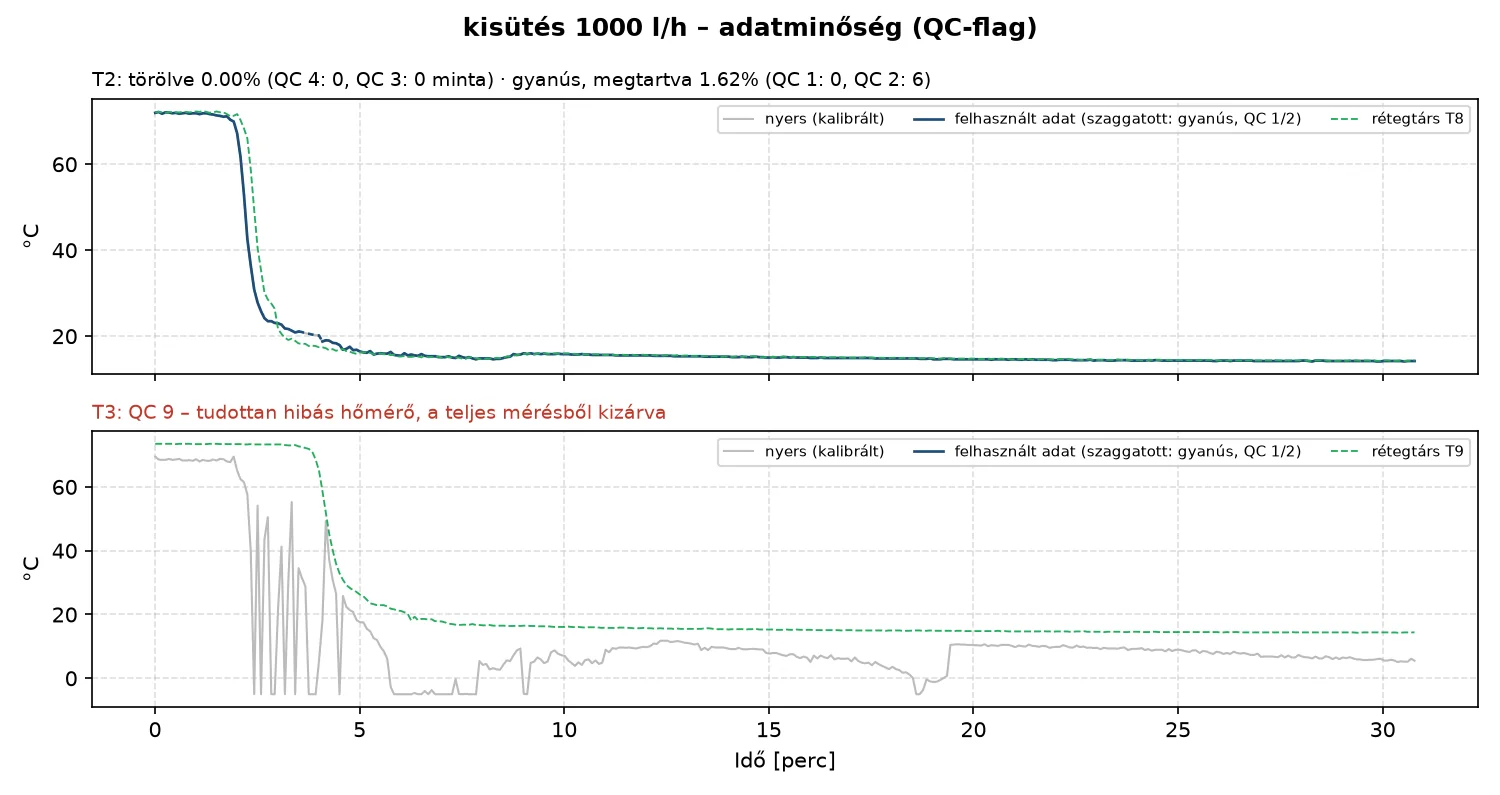 kisütés 1000 l/h – adatminőség (QC-flag)
T2: törölve 0.00% (QC 4: 0, QC 3: 0 minta) · gyanús, megtartva 1.62% (QC 1: 0, QC 2: 6)
nyers (kalibrált) felhasznált adat (szaggatott: gyanús, QC 1/2) rétegtárs T8
60
40
20
°C
T3: QC 9 – tudottan hibás hőmérő, a teljes mérésből kizárva
nyers (kalibrált) felhasznált adat (szaggatott: gyanús, QC 1/2) rétegtárs T9
60
40
20
0
°C
0 5 10 15 20 25 30
Idő [perc]